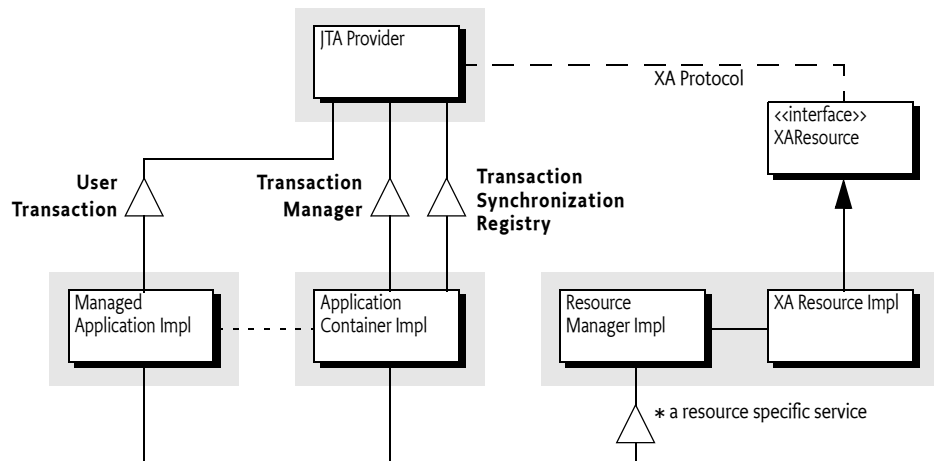 JTA Provider
XA Protocol
<<interface>>
XAResource
User
Transaction
Transaction
Manager
Transaction
Synchronization
Registry
Managed
Application Impl
Application
Container Impl
Resource
Manager Impl
XA Resource Impl
* a resource specific service